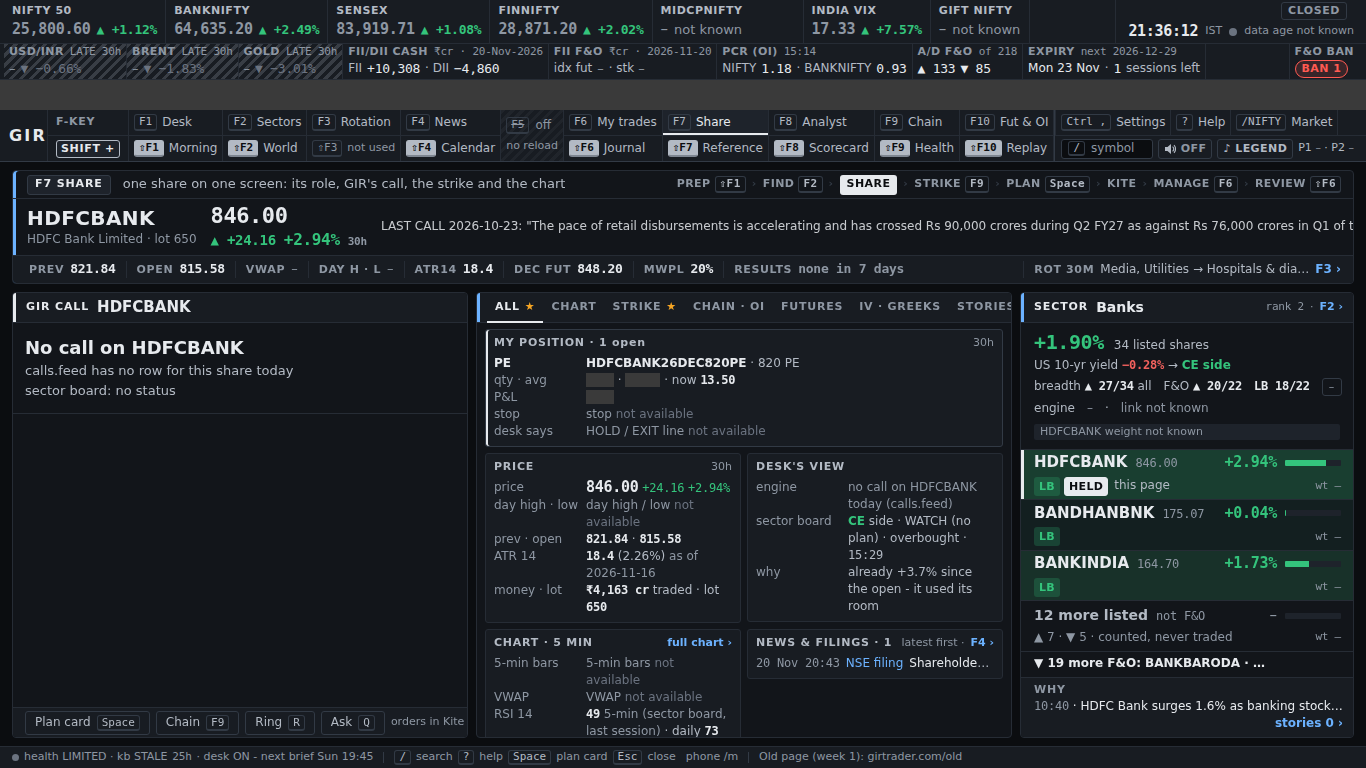 NIFTY 50 BANKNIFTY SENSEX FINNIFTY MIDCPNIFTY INDIA VIX GIFT NIFTY CLOSED
25,800.60 ▲ +1.12% 64,635.20 ▲ +2.49% 83,919.71 ▲ +1.08% 28,871.20 ▲ +2.02% – not known 17.33 ▲ +7.57% – not known 21:36:12 IST ● data age not known
USD/INR LATE 30h BRENT LATE 30h GOLD LATE 30h FII/DII CASH ₹cr · 20-Nov-2026 FII F&O ₹cr · 2026-11-20 PCR (OI) 15:14 A/D F&O of 218 EXPIRY next 2026-12-29 F&O BAN
– ▼ −0.66% – ▼ −1.83% – ▼ −3.01% FII +10,308 · DII −4,860 idx fut – · stk – NIFTY 1.18 · BANKNIFTY 0.93 ▲ 133 ▼ 85 Mon 23 Nov · 1 sessions left BAN 1
GIR F-KEY F1 Desk F2 Sectors F3 Rotation F4 News F5 off F6 My trades F7 Share F8 Analyst F9 Chain F10 Fut & OI Ctrl , Settings ? Help /NIFTY Market
SHIFT + ⇧F1 Morning ⇧F2 World ⇧F3 not used ⇧F4 Calendar no reload ⇧F6 Journal ⇧F7 Reference ⇧F8 Scorecard ⇧F9 Health ⇧F10 Replay / symbol OFF ♪ LEGEND P1 – · P2 –
F7 SHARE one share on one screen: its role, GIR's call, the strike and the chart PREP ⇧F1 › FIND F2 › SHARE › STRIKE F9 › PLAN Space › KITE › MANAGE F6 › REVIEW ⇧F6
HDFCBANK 846.00
HDFC Bank Limited · lot 650 ▲ +24.16 +2.94% 30h
LAST CALL 2026-10-23: "The pace of retail disbursements is accelerating and has crossed Rs 90,000 crores during Q2 FY27 as against Rs 76,000 crores in Q1 of t
PREV 821.84 OPEN 815.58 VWAP – DAY H · L – ATR14 18.4 DEC FUT 848.20 MWPL 20% RESULTS none in 7 days ROT 30M Media, Utilities → Hospitals & dia… F3 ›
GIR CALL HDFCBANK
No call on HDFCBANK
calls.feed has no row for this share today
sector board: no status
Plan card Space Chain F9 Ring R Ask Q orders in Kite
ALL ★ CHART STRIKE ★ CHAIN · OI FUTURES IV · GREEKS STORIES
MY POSITION · 1 open 30h
PE HDFCBANK26DEC820PE · 820 PE
qty · avg · · now 13.50
P&L
stop stop not available
desk says HOLD / EXIT line not available
PRICE 30h
price 846.00 +24.16 +2.94%
day high · low day high / low not
available
prev · open 821.84 · 815.58
ATR 14 18.4 (2.26%) as of
2026-11-16
money · lot ₹4,163 cr traded · lot
650
DESK'S VIEW
engine no call on HDFCBANK
today (calls.feed)
sector board CE side · WATCH (no
plan) · overbought ·
15:29
why already +3.7% since
the open - it used its
room
CHART · 5 MIN full chart ›
5-min bars 5-min bars not
available
VWAP VWAP not available
RSI 14 49 5-min (sector board,
last session) · daily 73
NEWS & FILINGS · 1 latest first · F4 ›
20 Nov 20:43 NSE filing Shareholde…
SECTOR Banks rank 2 · F2 ›
+1.90% 34 listed shares
US 10-yr yield −0.28% → CE side
breadth ▲ 27/34 all F&O ▲ 20/22 LB 18/22 –
engine – · link not known
HDFCBANK weight not known
HDFCBANK 846.00 +2.94%
LB HELD this page wt –
BANDHANBNK 175.07 +0.04%
LB wt –
BANKINDIA 164.70 +1.73%
LB wt –
12 more listed not F&O –
▲ 7 · ▼ 5 · counted, never traded wt –
▼ 19 more F&O: BANKBARODA · …
WHY
10:40 · HDFC Bank surges 1.6% as banking stock…
stories 0 ›
● health LIMITED · kb STALE 25h · desk ON - next brief Sun 19:45 / search ? help Space plan card Esc close phone /m Old page (week 1): girtrader.com/old